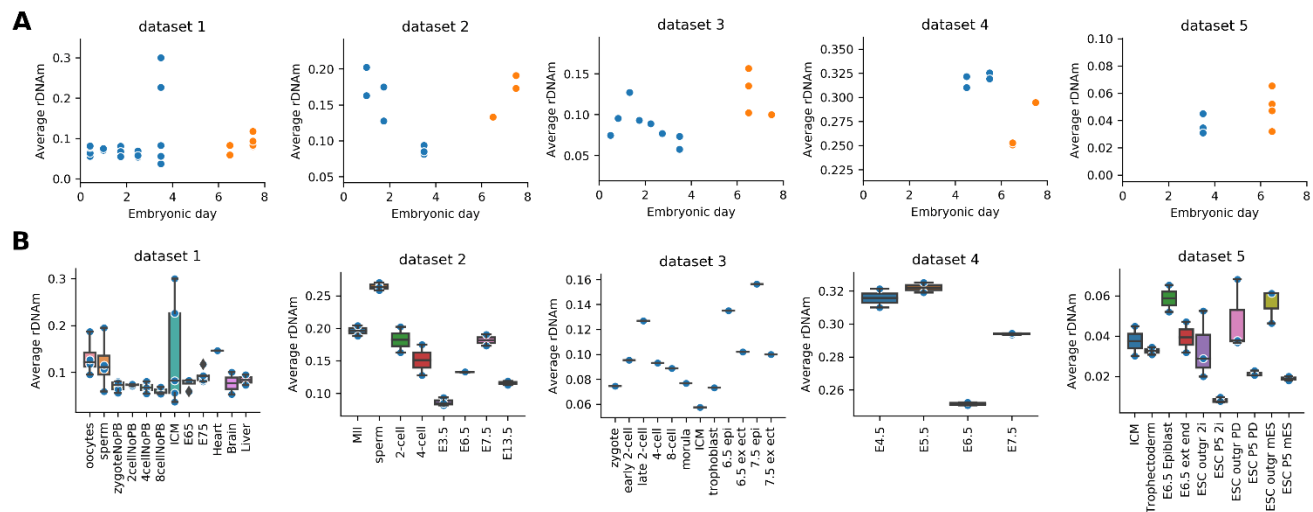 A
dataset 1
dataset 2
dataset 3
dataset 4
dataset 5
Average rDNAm
0.3
0.2
0.1
0.0
0 2 4 6 8
Embryonic day
Average rDNAm
0.20
0.15
0.10
0.05
0 2 4 6 8
Embryonic day
Average rDNAm
0.15
0.10
0.05
0 2 4 6 8
Embryonic day
Average rDNAm
0.350
0.325
0.300
0.275
0.250
0 2 4 6 8
Embryonic day
Average rDNAm
0.10
0.08
0.06
0.04
0.02
0.00
0 2 4 6 8
Embryonic day
B
dataset 1
dataset 2
dataset 3
dataset 4
dataset 5
Average rDNAm
0.3
0.2
0.1
oocytes
sperm
zygoteNoPB
2cellNoPB
4cellNoPB
8cellNoPB
ICM
E65
E75
Heart
Brain
Liver
Average rDNAm
0.25
0.20
0.15
0.10
MII
sperm
2-cell
4-cell
E3.5
E6.5
E7.5
E13.5
Average rDNAm
0.16
0.14
0.12
0.10
0.08
0.06
zygote
early 2-cell
late 2-cell
4-cell
8-cell
morula
ICM
trophoblast
6.5 epi
6.5 ex ect
7.5 epi
7.5 ex ect
Average rDNAm
0.32
0.30
0.28
0.26
E4.5
E5.5
E6.5
E7.5
Average rDNAm
0.06
0.04
0.02
ICM
Trophectoderm
E6.5 Epiblast
E6.5 ext end
ESC outgr 2i
ESC P5 2i
ESC outgr PD
ESC P5 PD
ESC outgr mES
ESC P5 mES